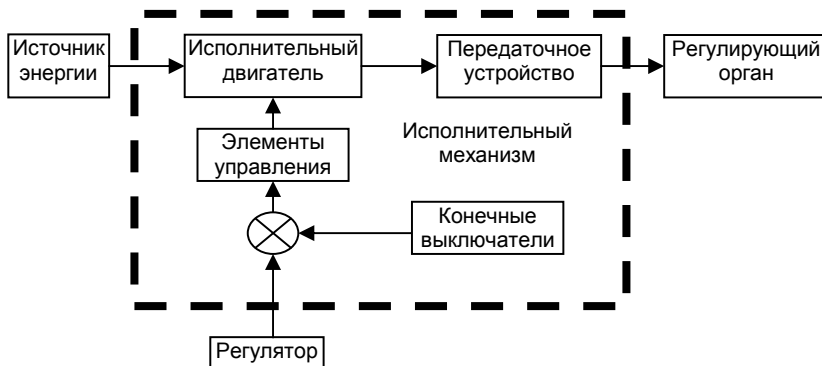 Источник
энергии
Исполнительный
двигатель
Передаточное
устройство
Регулирующий
орган
Элементы
управления
Исполнительный
механизм
Конечные
выключатели
Регулятор